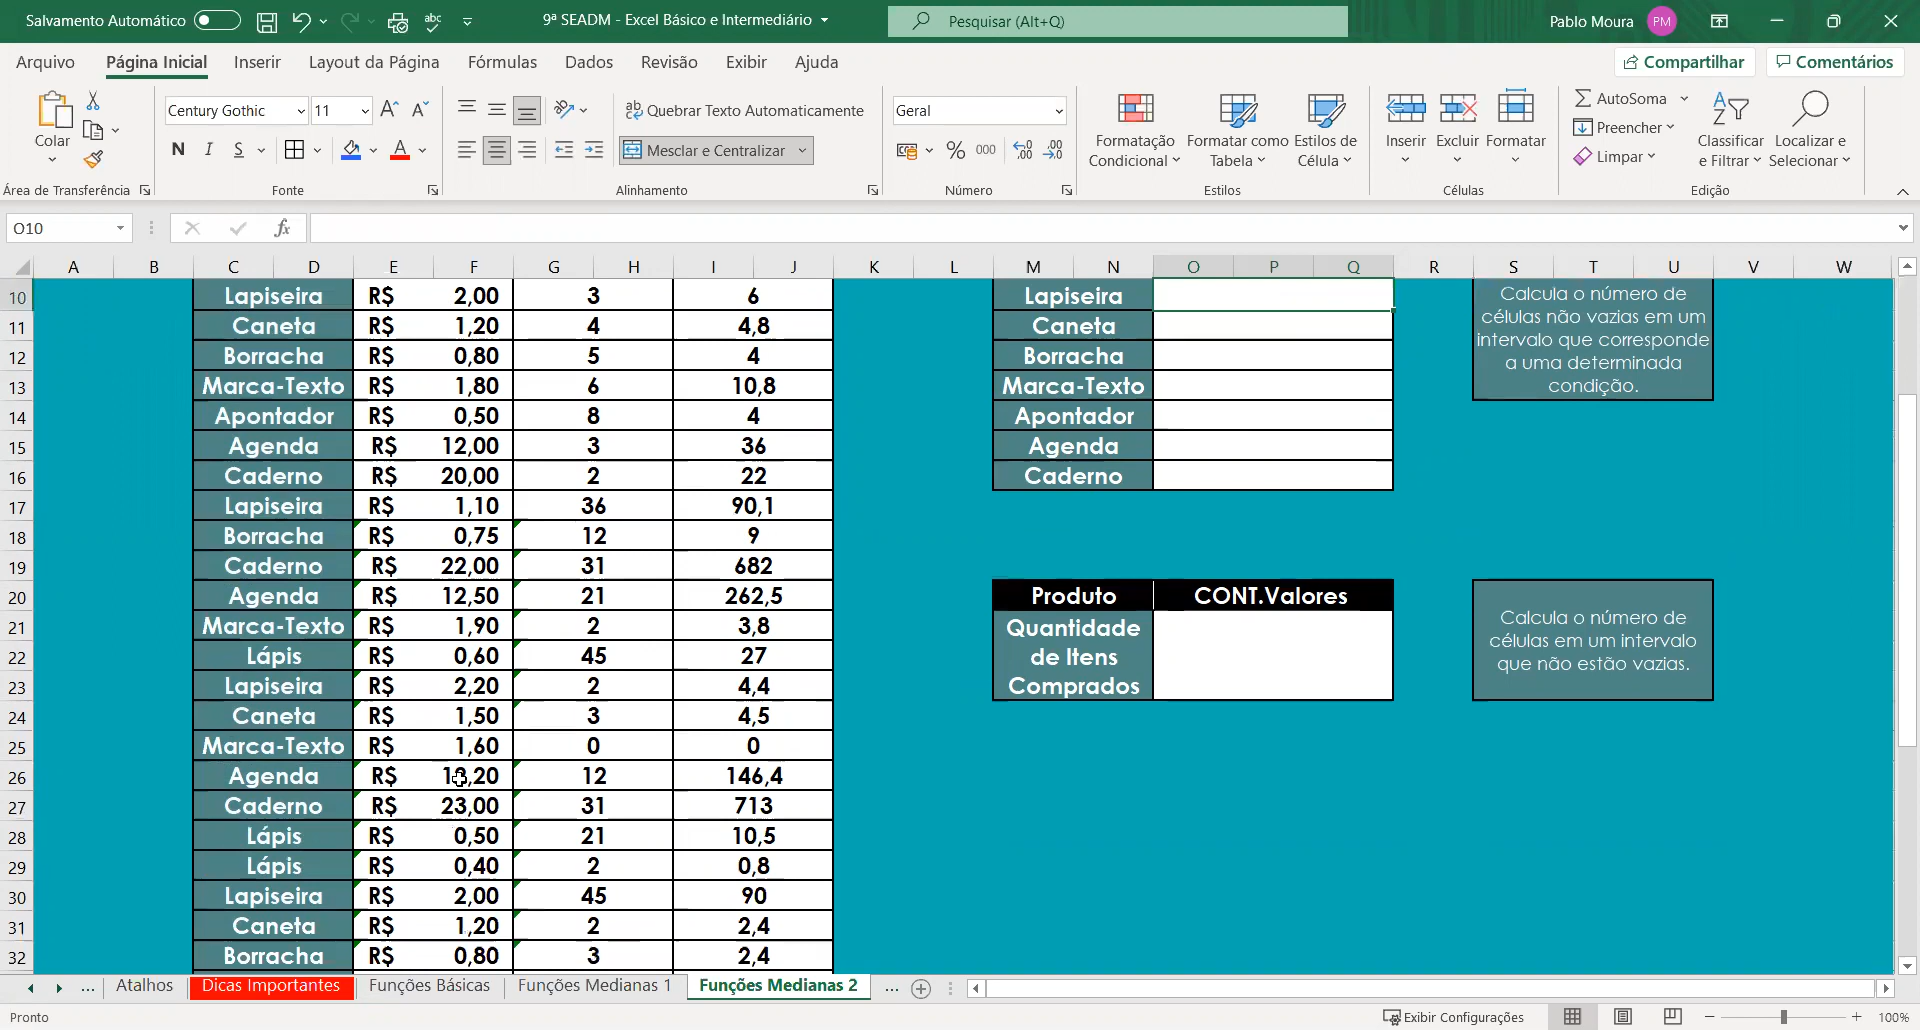 Salvamento Automático
9ª SEADM - Excel Básico e Intermediário
Pesquisar (Alt+Q)
Pablo Moura
PM
Arquivo
Página Inicial
Inserir
Layout da Página
Fórmulas
Dados
Revisão
Exibir
Ajuda
Compartilhar
Comentários
Colar
Área de Transferência
Century Gothic
11
N
I
S
Fonte
Quebrar Texto Automaticamente
Mesclar e Centralizar
Alinhamento
Geral
% 000
Número
Formatação Condicional
Formatar como Tabela
Estilos de Célula
Estilos
Inserir
Excluir
Formatar
Células
AutoSoma
Preencher
Limpar
Classificar e Filtrar
Localizar e Selecionar
Edição
O10
fx
A B C D E F G H I J K L M N O P Q R S T U V W
10 Lapiseira R$ 2,00 3 6
11 Caneta R$ 1,20 4 4,8
12 Borracha R$ 0,80 5 4
13 Marca-Texto R$ 1,80 6 10,8
14 Apontador R$ 0,50 8 4
15 Agenda R$ 12,00 3 36
16 Caderno R$ 20,00 2 22
17 Lapiseira R$ 1,10 36 90,1
18 Borracha R$ 0,75 12 9
19 Caderno R$ 22,00 31 682
20 Agenda R$ 12,50 21 262,5
21 Marca-Texto R$ 1,90 2 3,8
22 Lápis R$ 0,60 45 27
23 Lapiseira R$ 2,20 2 4,4
24 Caneta R$ 1,50 3 4,5
25 Marca-Texto R$ 1,60 0 0
26 Agenda R$ 12 146,4
27 Caderno R$ 23,00 31 713
28 Lápis R$ 0,50 21 10,5
29 Lápis R$ 0,40 2 0,8
30 Lapiseira R$ 2,00 45 90
31 Caneta R$ 1,20 2 2,4
32 Borracha R$ 0,80 3 2,4
Lapiseira
Caneta
Borracha
Marca-Texto
Apontador
Agenda
Caderno
Calcula o número de
células não vazias em um
intervalo que corresponde
a uma determinada
condição.
Produto CONT.Valores
Quantidade
de Itens
Comprados
Calcula o número de
células em um intervalo
que não estão vazias.
... Atalhos Dicas Importantes Funções Básicas Funções Medianas 1 Funções Medianas 2 ...
Pronto
Exibir Configurações
100%